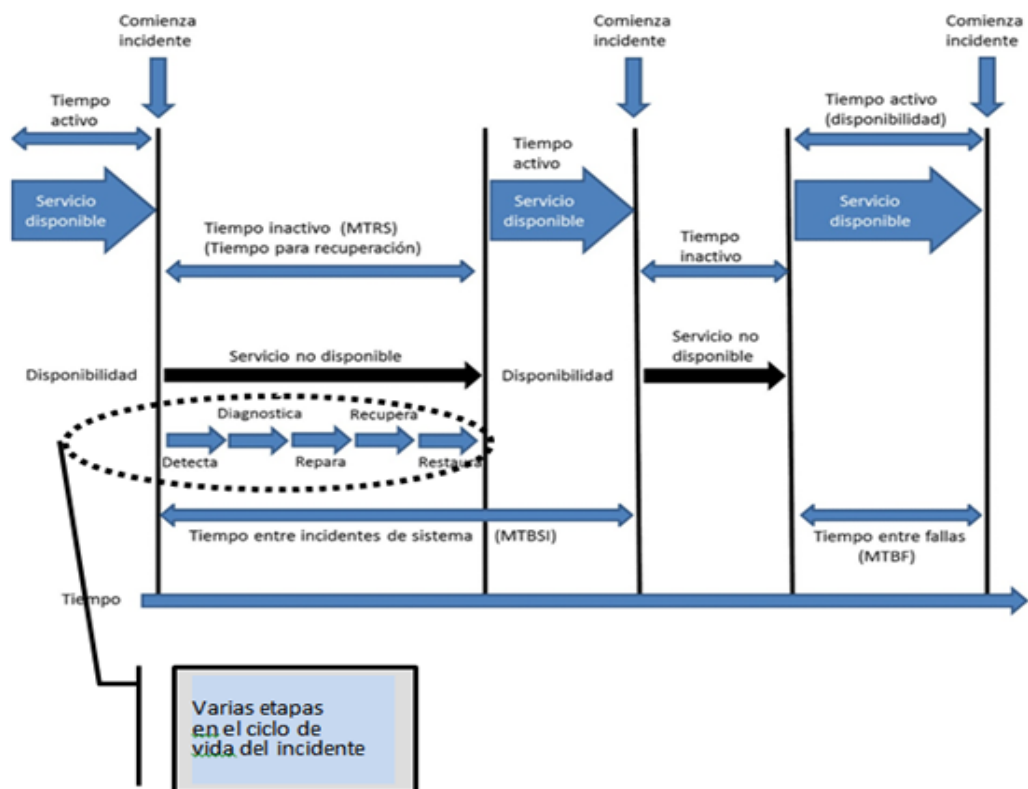 Comienza
incidente
Comienza
incidente
Comienza
incidente
Tiempo
activo
Tiempo activo
(disponibilidad)
Tiempo
activo
Servicio
disponible
Servicio
disponible
Servicio
disponible
Tiempo inactivo (MTRS)
(Tiempo para recuperación)
Tiempo
inactivo
Servicio no disponible
Servicio no
disponible
Disponibilidad
Disponibilidad
Diagnostica
Recupera
Detecta
Repara
Restaura
Tiempo entre incidentes de sistema (MTBSI)
Tiempo entre fallas
(MTBF)
Tiempo
Varias etapas
en el ciclo de
vida del incidente